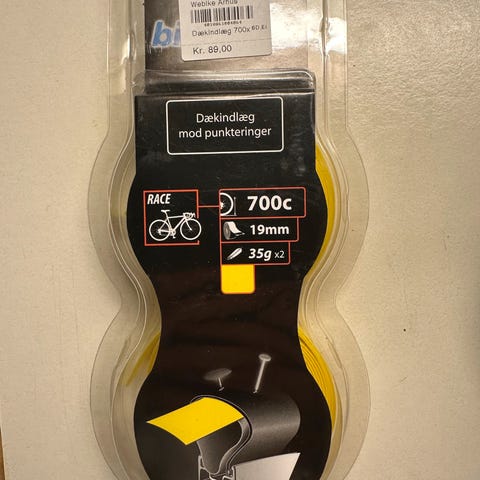 Webike Århus
Dækindlæg 700x
Kr. 89,00
Dækindlæg
mod punkteringer
RACE
700c
19mm
35g x2